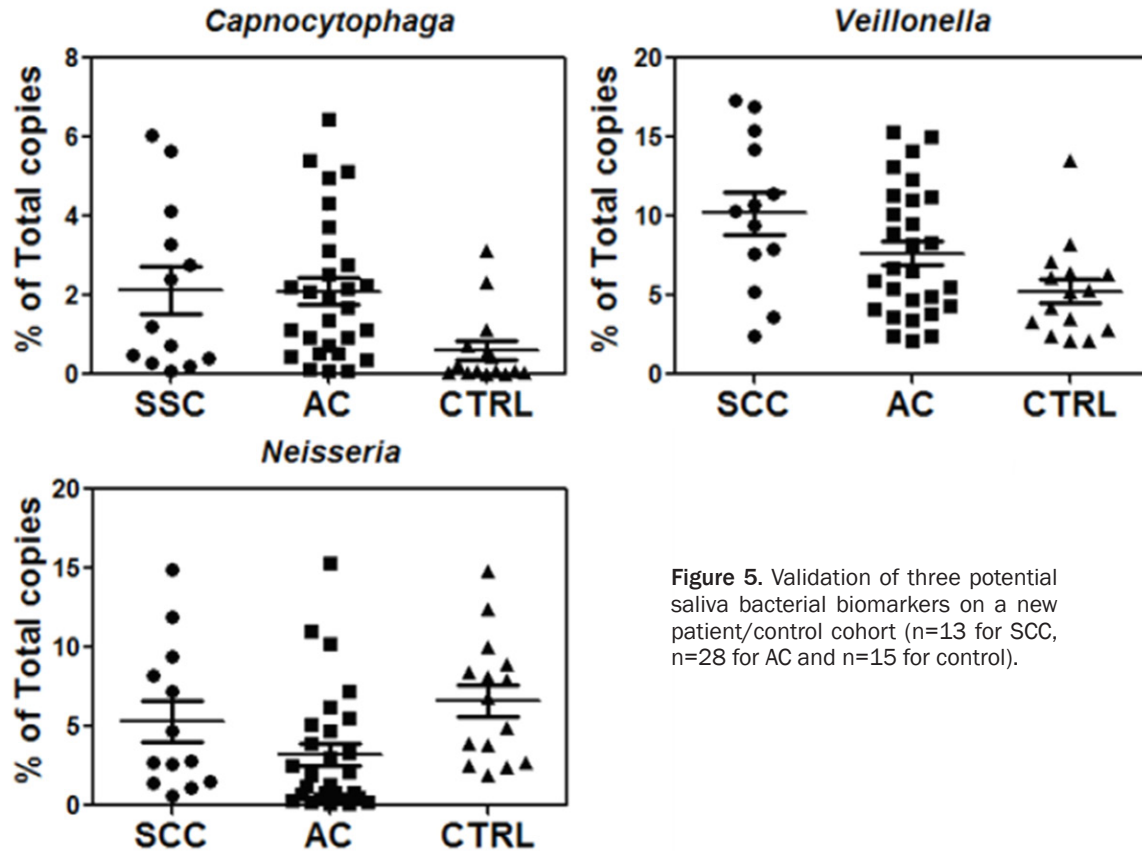 Capnocytophaga
% of Total copies
8
6
4
2
0
SSC AC CTRL
Veillonella
% of Total copies
20
15
10
5
0
SCC AC CTRL
Neisseria
% of Total copies
20
15
10
5
0
SCC AC CTRL
Figure 5. Validation of three potential
saliva bacterial biomarkers on a new
patient/control cohort (n=13 for SCC,
n=28 for AC and n=15 for control).